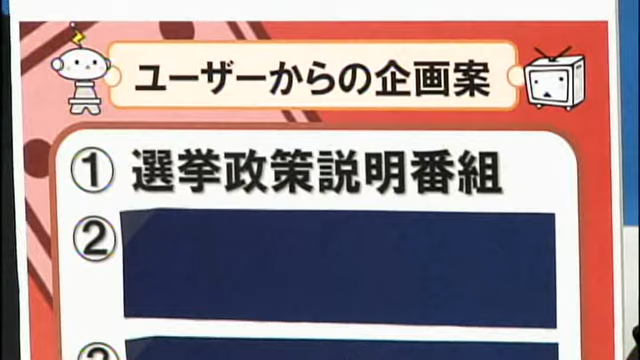 ユーザーからの企画案
① 選挙政策説明番組
②
③